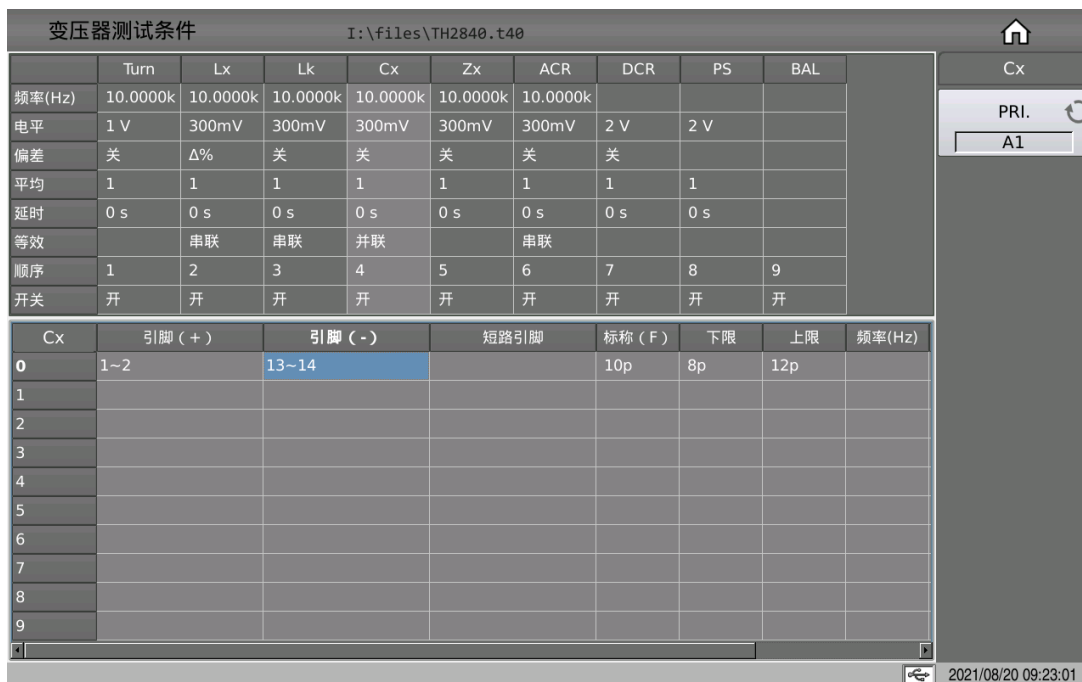 变压器测试条件 I:\files\TH2840.t40
Turn Lx Lk Cx Zx ACR DCR PS BAL Cx
频率(Hz) 10.0000k 10.0000k 10.0000k 10.0000k 10.0000k 10.0000k
PRI.
电平 1 V 300mV 300mV 300mV 300mV 300mV 2 V 2 V
A1
偏差 关 Δ% 关 关 关 关 关
平均 1 1 1 1 1 1 1 1
延时 0 s 0 s 0 s 0 s 0 s 0 s 0 s 0 s
等效 串联 串联 并联 串联
顺序 1 2 3 4 5 6 7 8 9
开关 开 开 开 开 开 开 开 开 开
Cx 引脚（+） 引脚（-） 短路引脚 标称（F） 下限 上限 频率(Hz)
0 1~2 13~14 10p 8p 12p
1
2
3
4
5
6
7
8
9
2021/08/20 09:23:01